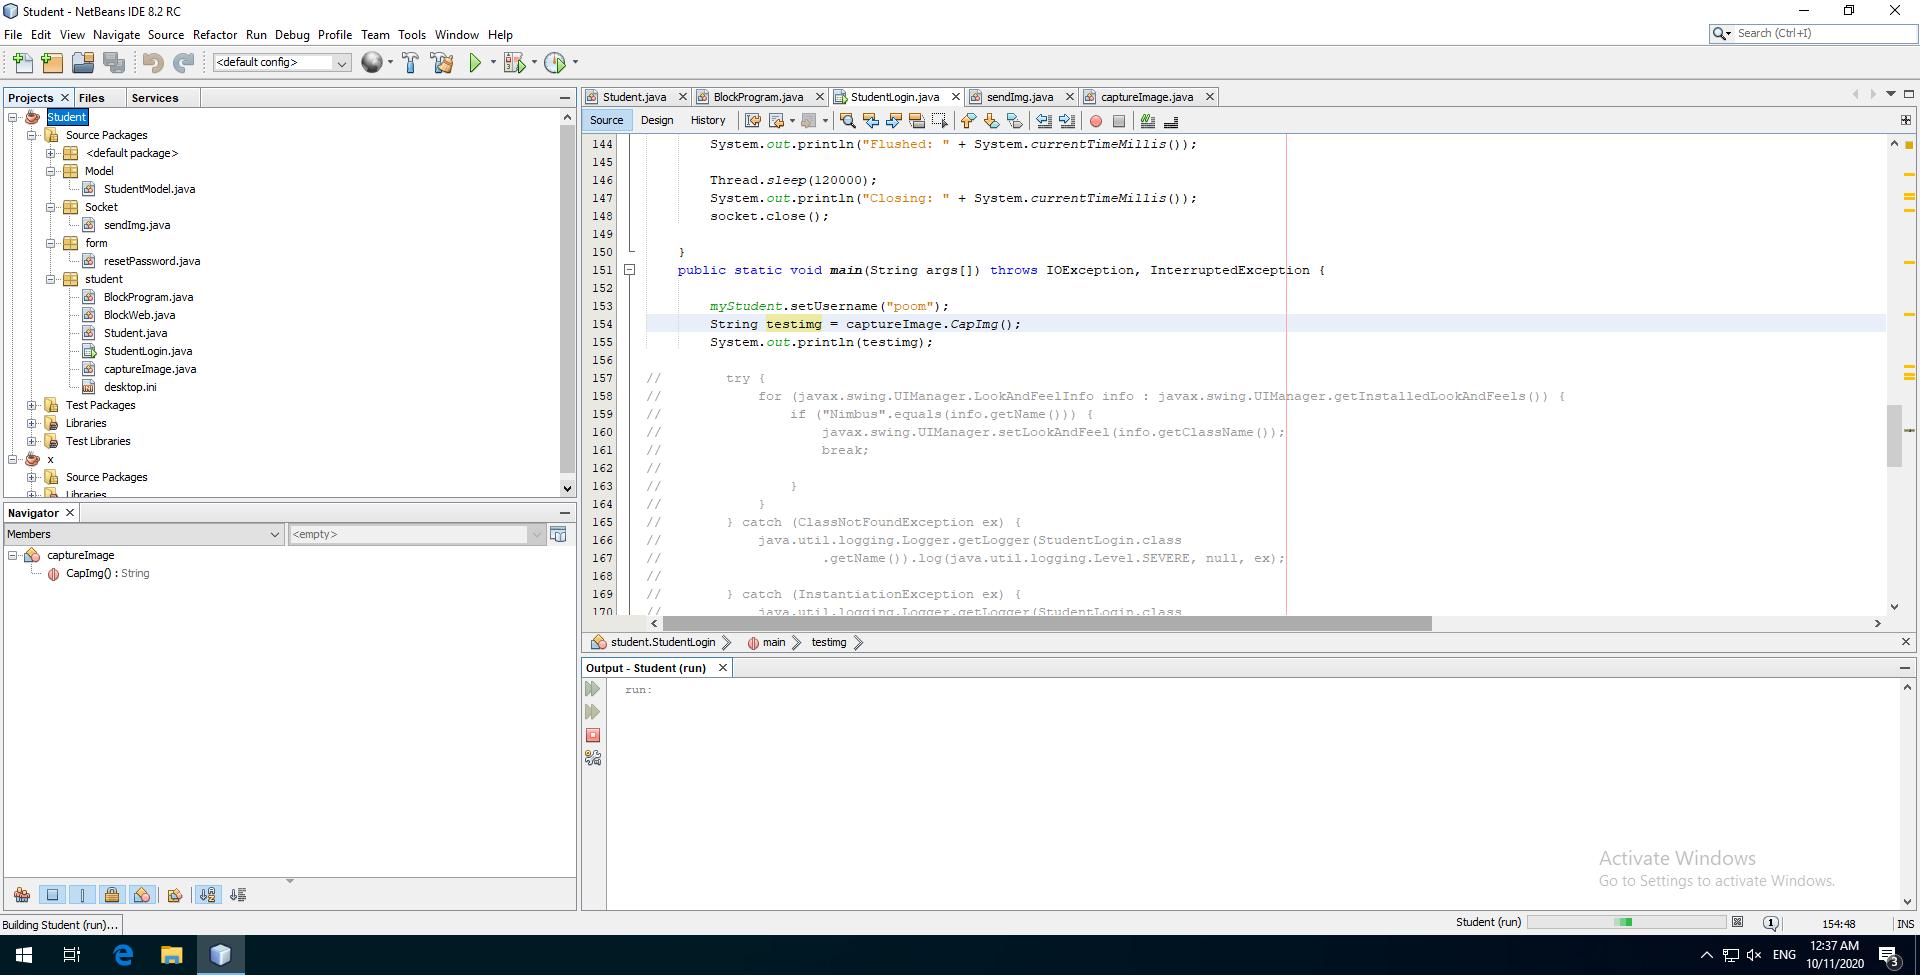 Student - NetBeans IDE 8.2 RC
File Edit View Navigate Source Refactor Run Debug Profile Team Tools Window Help
Search (Ctrl+I)
<default config>
Projects Files Services
Student
Source Packages
<default package>
Model
StudentModel.java
Socket
sendImg.java
form
resetPassword.java
student
BlockProgram.java
BlockWeb.java
Student.java
StudentLogin.java
captureImage.java
desktop.ini
Test Packages
Libraries
Test Libraries
x
Source Packages
Libraries
Navigator
Members
<empty>
captureImage
CapImg() : String
Student.java BlockProgram.java StudentLogin.java sendImg.java captureImage.java
Source Design History
144 System.out.println("Flushed: " + System.currentTimeMillis());
145
146 Thread.sleep(120000);
147 System.out.println("Closing: " + System.currentTimeMillis());
148 socket.close();
149
150 }
151 public static void main(String args[]) throws IOException, InterruptedException {
152
153 myStudent.setUsername("poom");
154 String testimg = captureImage.CapImg();
155 System.out.println(testimg);
156
157 // try {
158 // for (javax.swing.UIManager.LookAndFeelInfo info : javax.swing.UIManager.getInstalledLookAndFeels()) {
159 // if ("Nimbus".equals(info.getName())) {
160 // javax.swing.UIManager.setLookAndFeel(info.getClassName());
161 // break;
162 //
163 // }
164 // }
165 // } catch (ClassNotFoundException ex) {
166 // java.util.logging.Logger.getLogger(StudentLogin.class
167 // .getName()).log(java.util.logging.Level.SEVERE, null, ex);
168 //
169 // } catch (InstantiationException ex) {
170 // java.util.logging.Logger.getLogger(StudentLogin.class
student.StudentLogin main testimg
Output - Student (run)
run:
Activate Windows
Go to Settings to activate Windows.
Building Student (run)...
Student (run)
1
154:48
INS
ENG
12:37 AM
10/11/2020
3